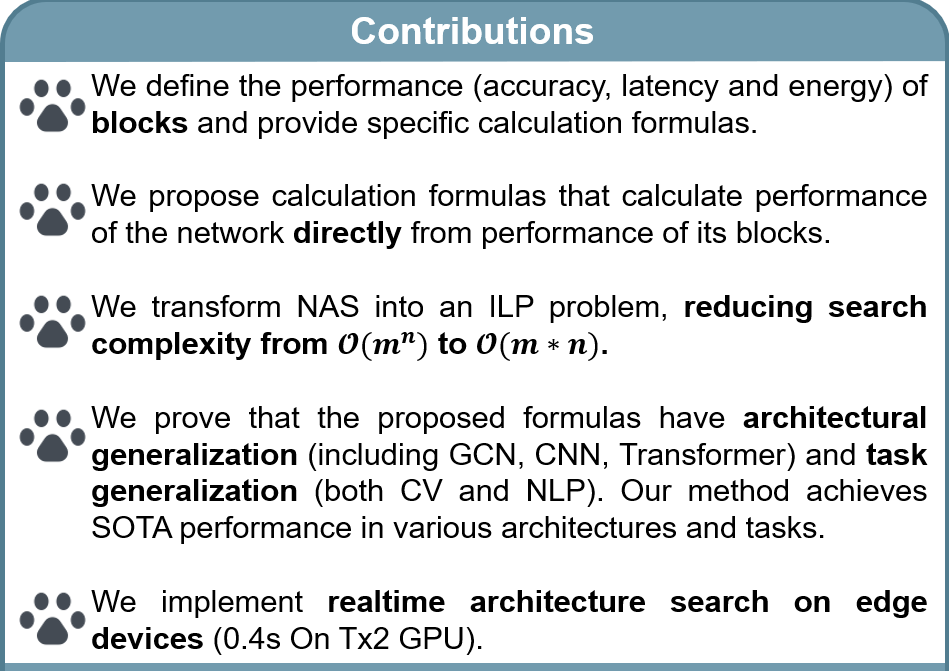 Contributions
We define the performance (accuracy, latency and energy) of
blocks and provide specific calculation formulas.
We propose calculation formulas that calculate performance
of the network directly from performance of its blocks.
We transform NAS into an ILP problem, reducing search
complexity from 𝒪(mⁿ) to 𝒪(m ∗ n).
We prove that the proposed formulas have architectural
generalization (including GCN, CNN, Transformer) and task
generalization (both CV and NLP). Our method achieves
SOTA performance in various architectures and tasks.
We implement realtime architecture search on edge
devices (0.4s On Tx2 GPU).